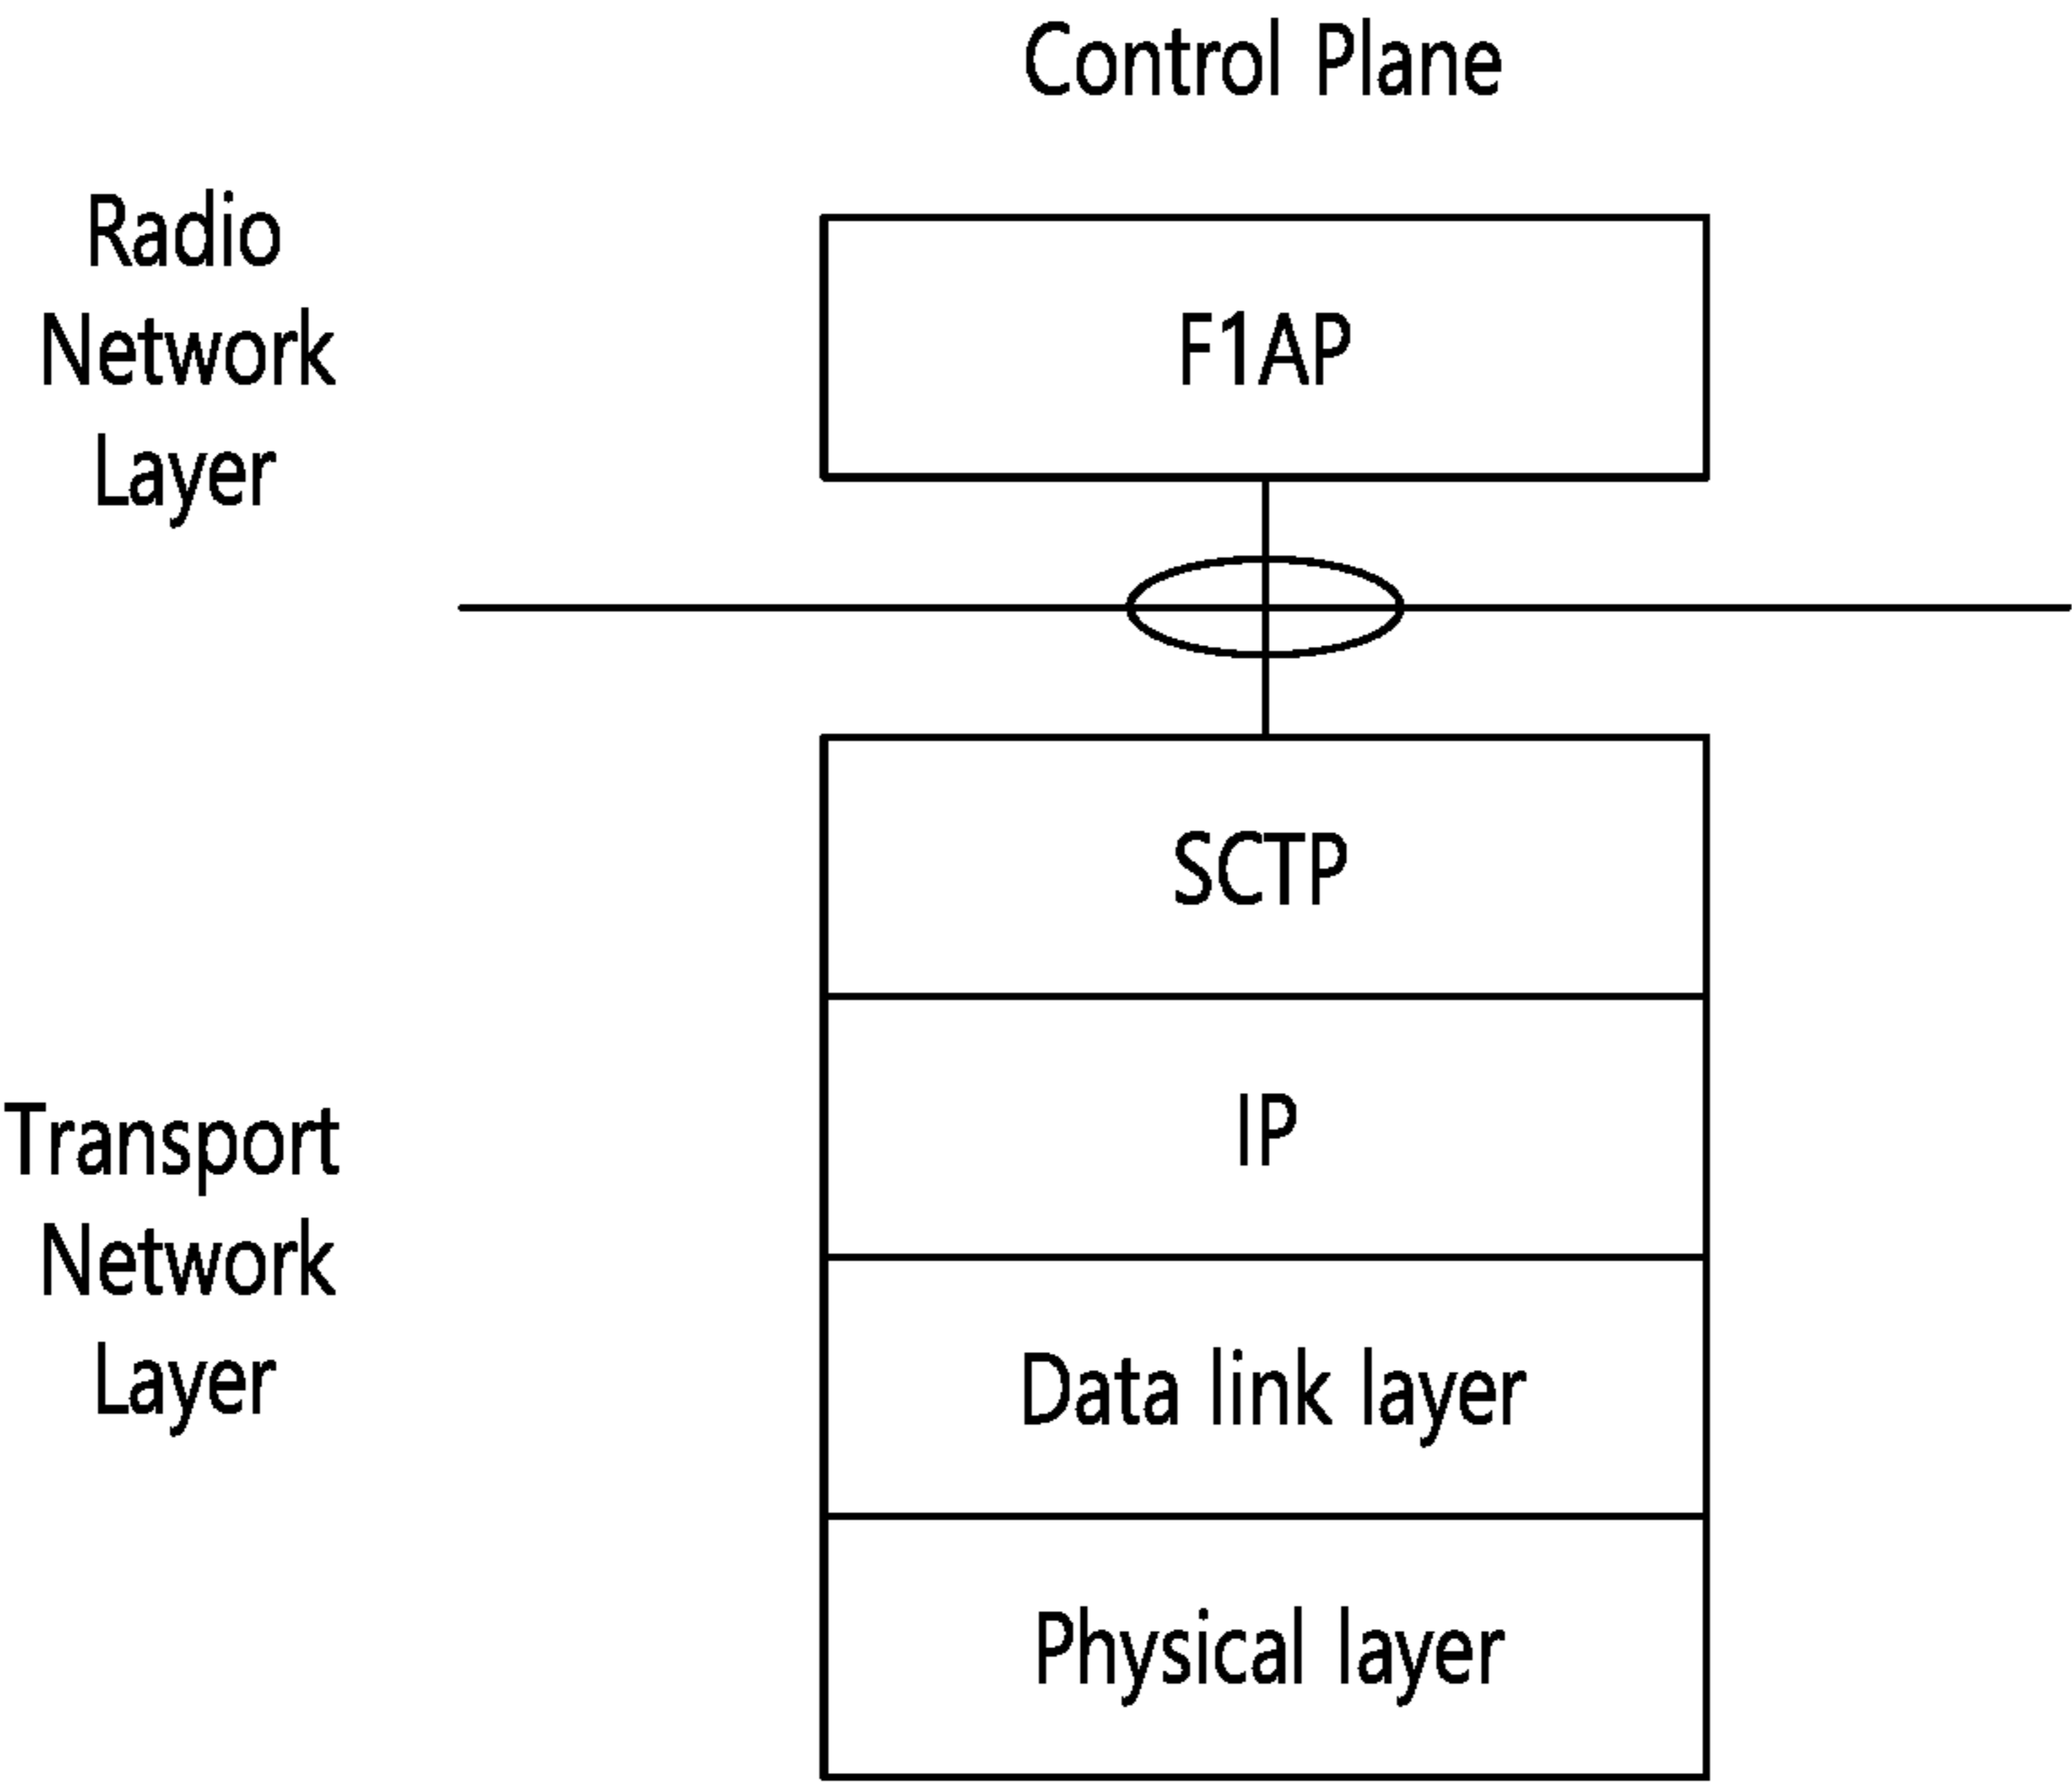 Control Plane
Radio
Network
Layer
F1AP
SCTP
IP
Transport
Network
Layer
Data link layer
Physical layer